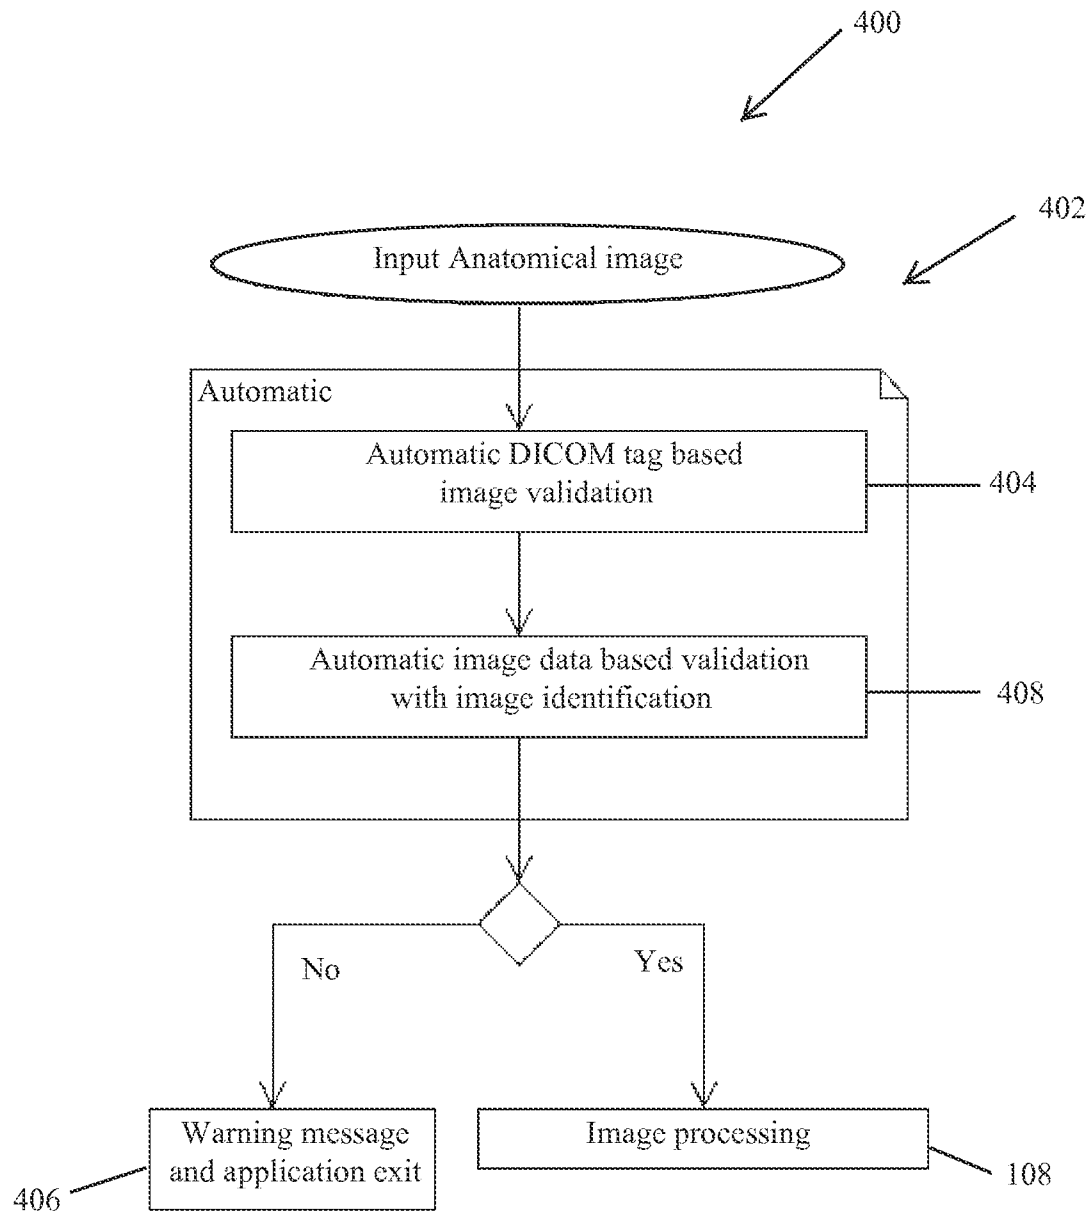 400
402
Input Anatomical image
Automatic
Automatic DICOM tag based
image validation
404
Automatic image data based validation
with image identification
408
No
Yes
Warning message
and application exit
Image processing
406
108